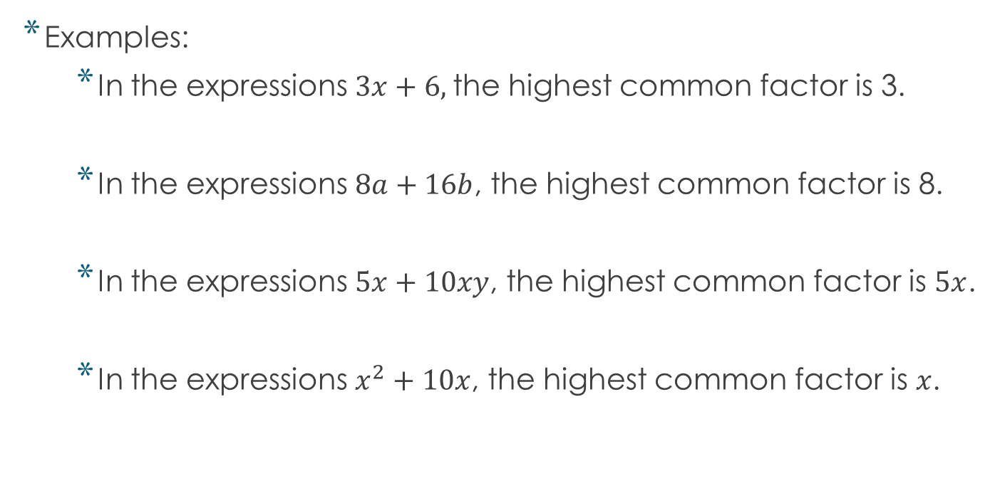 * Examples:
* In the expressions 3x + 6, the highest common factor is 3.
* In the expressions 8a + 16b, the highest common factor is 8.
* In the expressions 5x + 10xy, the highest common factor is 5x.
* In the expressions x² + 10x, the highest common factor is x.